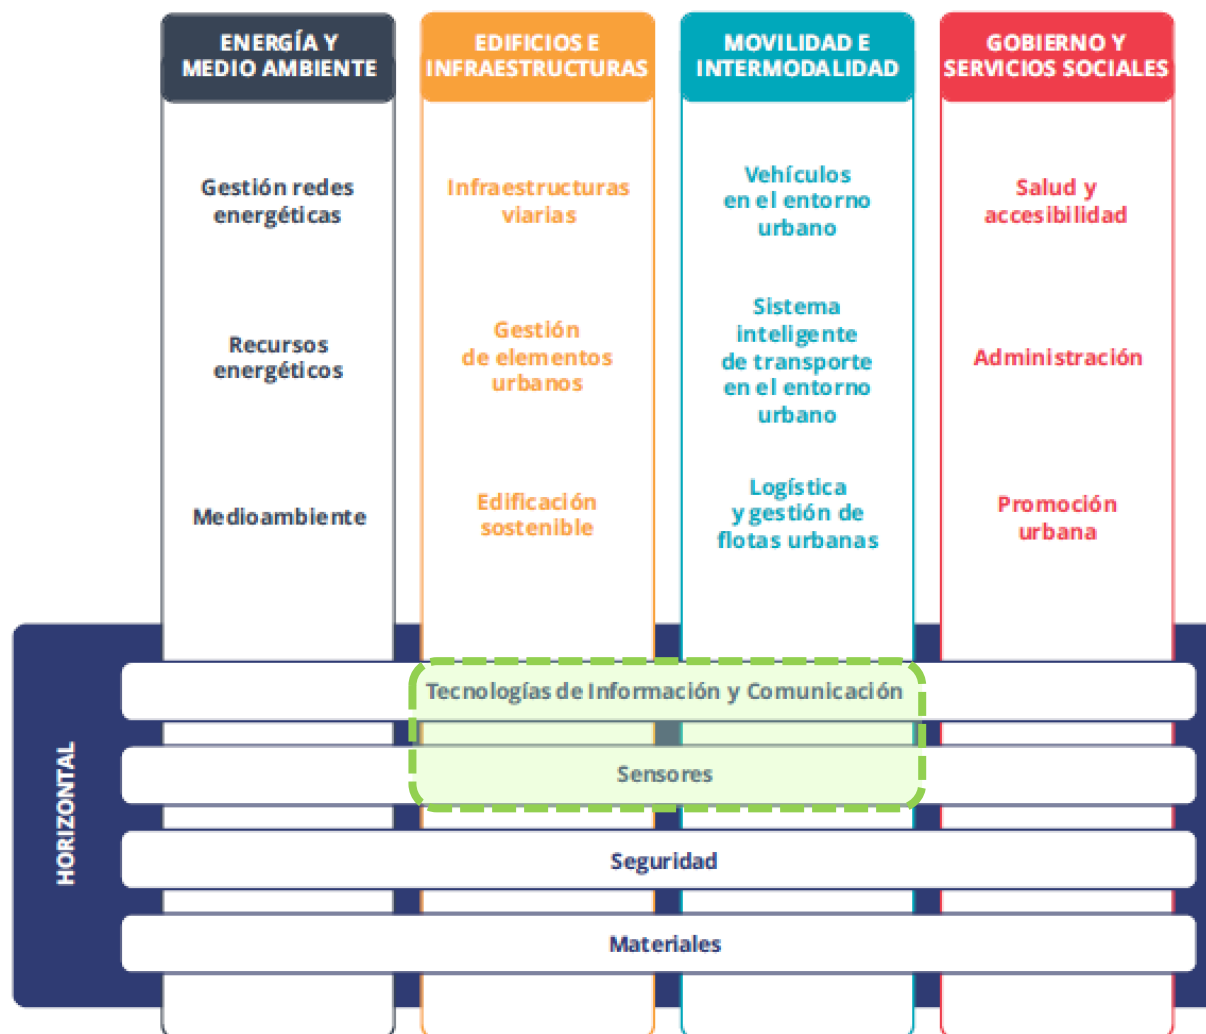 ENERGÍA Y
MEDIO AMBIENTE
Gestión redes
energéticas
Recursos
energéticos
Medioambiente
EDIFICIOS E
INFRAESTRUCTURAS
Infraestructuras
viarias
Gestión
de elementos
urbanos
Edificación
sostenible
MOVILIDAD E
INTERMODALIDAD
Vehículos
en el entorno
urbano
Sistema
inteligente
de transporte
en el entorno
urbano
Logística
y gestión de
flotas urbanas
GOBIERNO Y
SERVICIOS SOCIALES
Salud y
accesibilidad
Administración
Promoción
urbana
HORIZONTAL
Tecnologías de Información y Comunicación
Sensores
Seguridad
Materiales